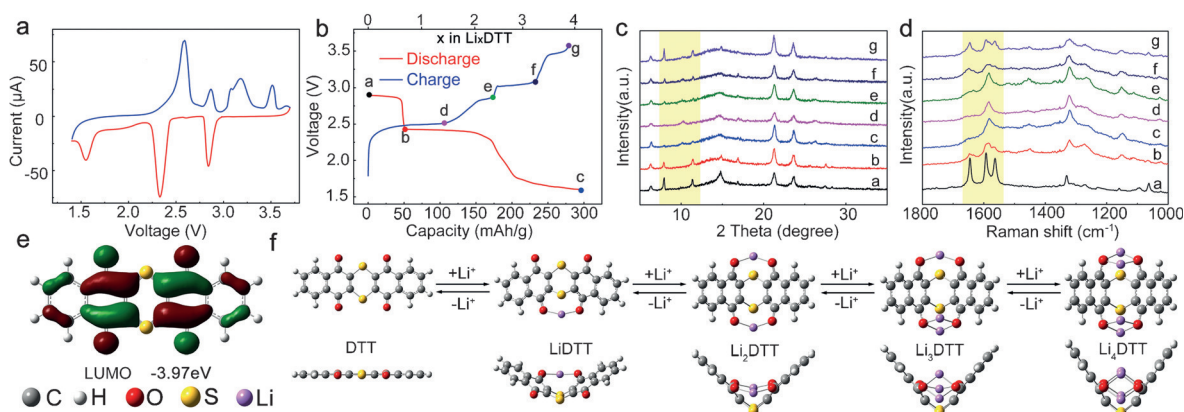 a
Current (μA)
50
0
-50
1.5 2.0 2.5 3.0 3.5
Voltage (V)
b
0 1 2 3 4
x in LiₓDTT
Discharge
Charge
Voltage (V)
3.5
3.0
2.5
2.0
1.5
a
b
c
d
e
f
g
0 100 200 300 400 500 600
Capacity (mAh/g)
c
Intensity(a.u.)
g
f
e
d
c
b
a
10 20 30
2 Theta (degree)
d
Intensity(a.u.)
g
f
e
d
c
b
a
1800 1600 1400 1200 1000
Raman shift (cm⁻¹)
e
LUMO -3.97eV
C H O S Li
f
+Li⁺ +Li⁺ +Li⁺ +Li⁺
-Li⁺ -Li⁺ -Li⁺ -Li⁺
DTT LiDTT Li₂DTT Li₃DTT Li₄DTT